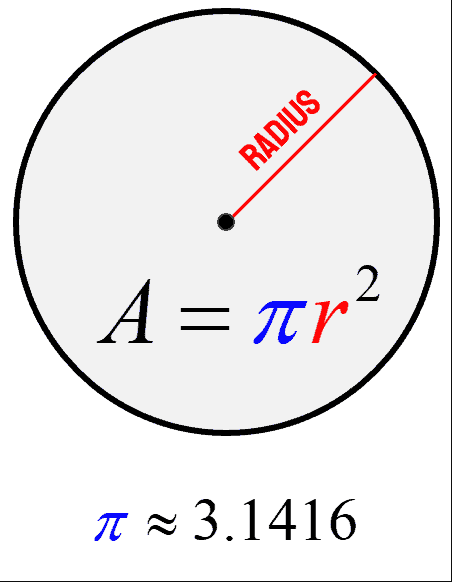 RADIUS
A = πr²
π ≈ 3.1416